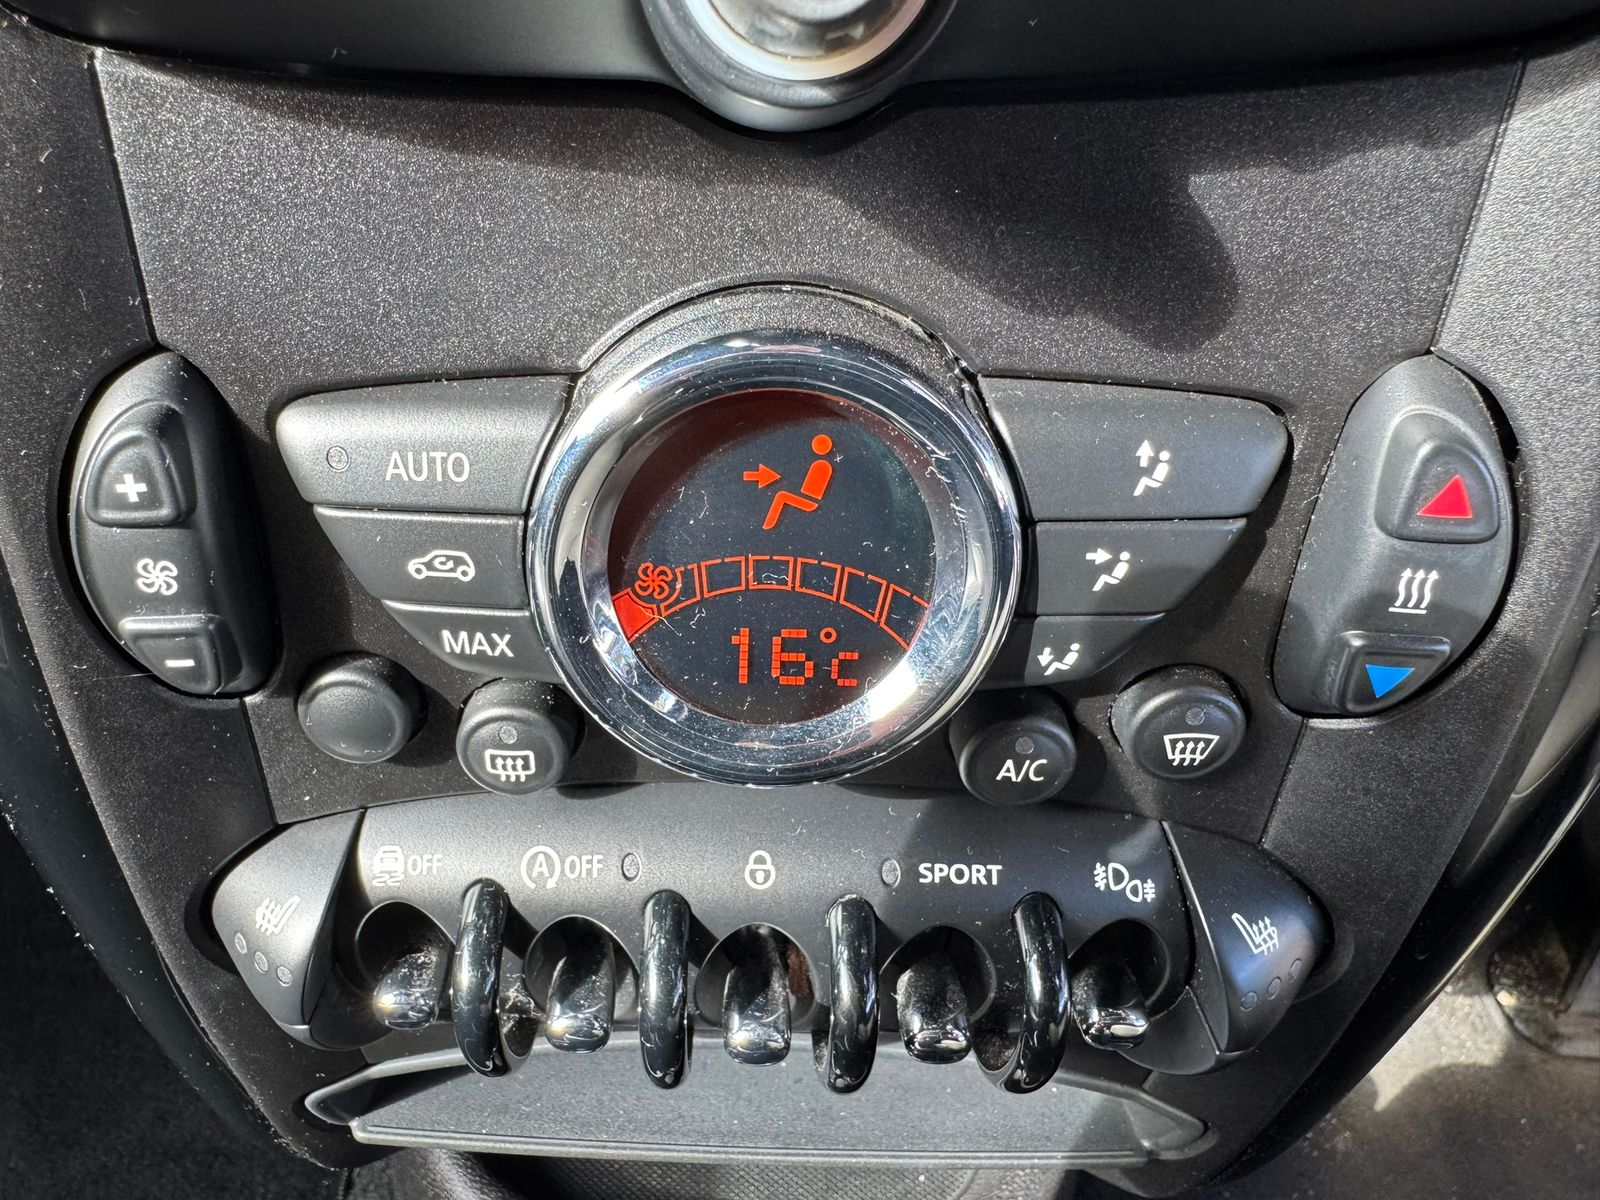 AUTO
MAX
16°C
A/C
OFF
A OFF
SPORT